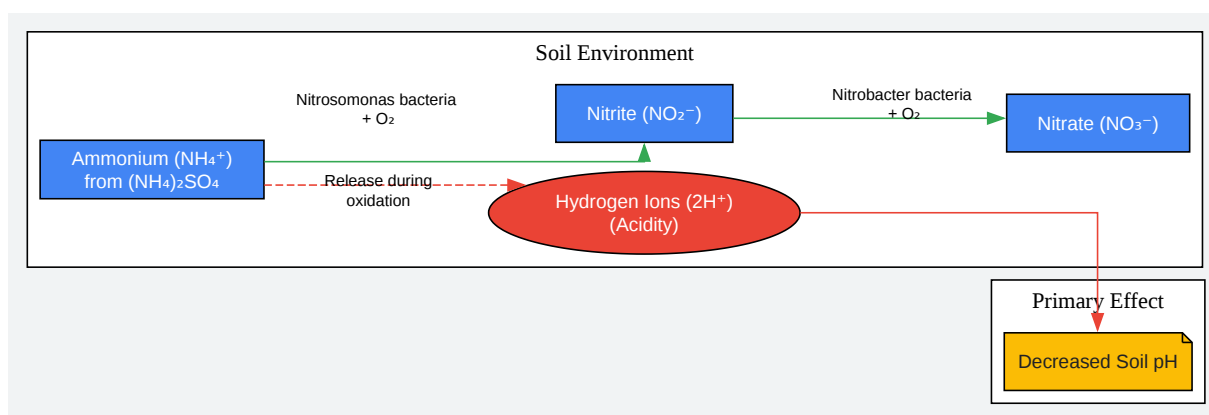 Soil Environment
Nitrosomonas bacteria
+ O₂
Nitrite (NO₂⁻)
Nitrobacter bacteria
+ O₂
Nitrate (NO₃⁻)
Ammonium (NH₄⁺)
from (NH₄)₂SO₄
Release during
oxidation
Hydrogen Ions (2H⁺)
(Acidity)
Primary Effect
Decreased Soil pH